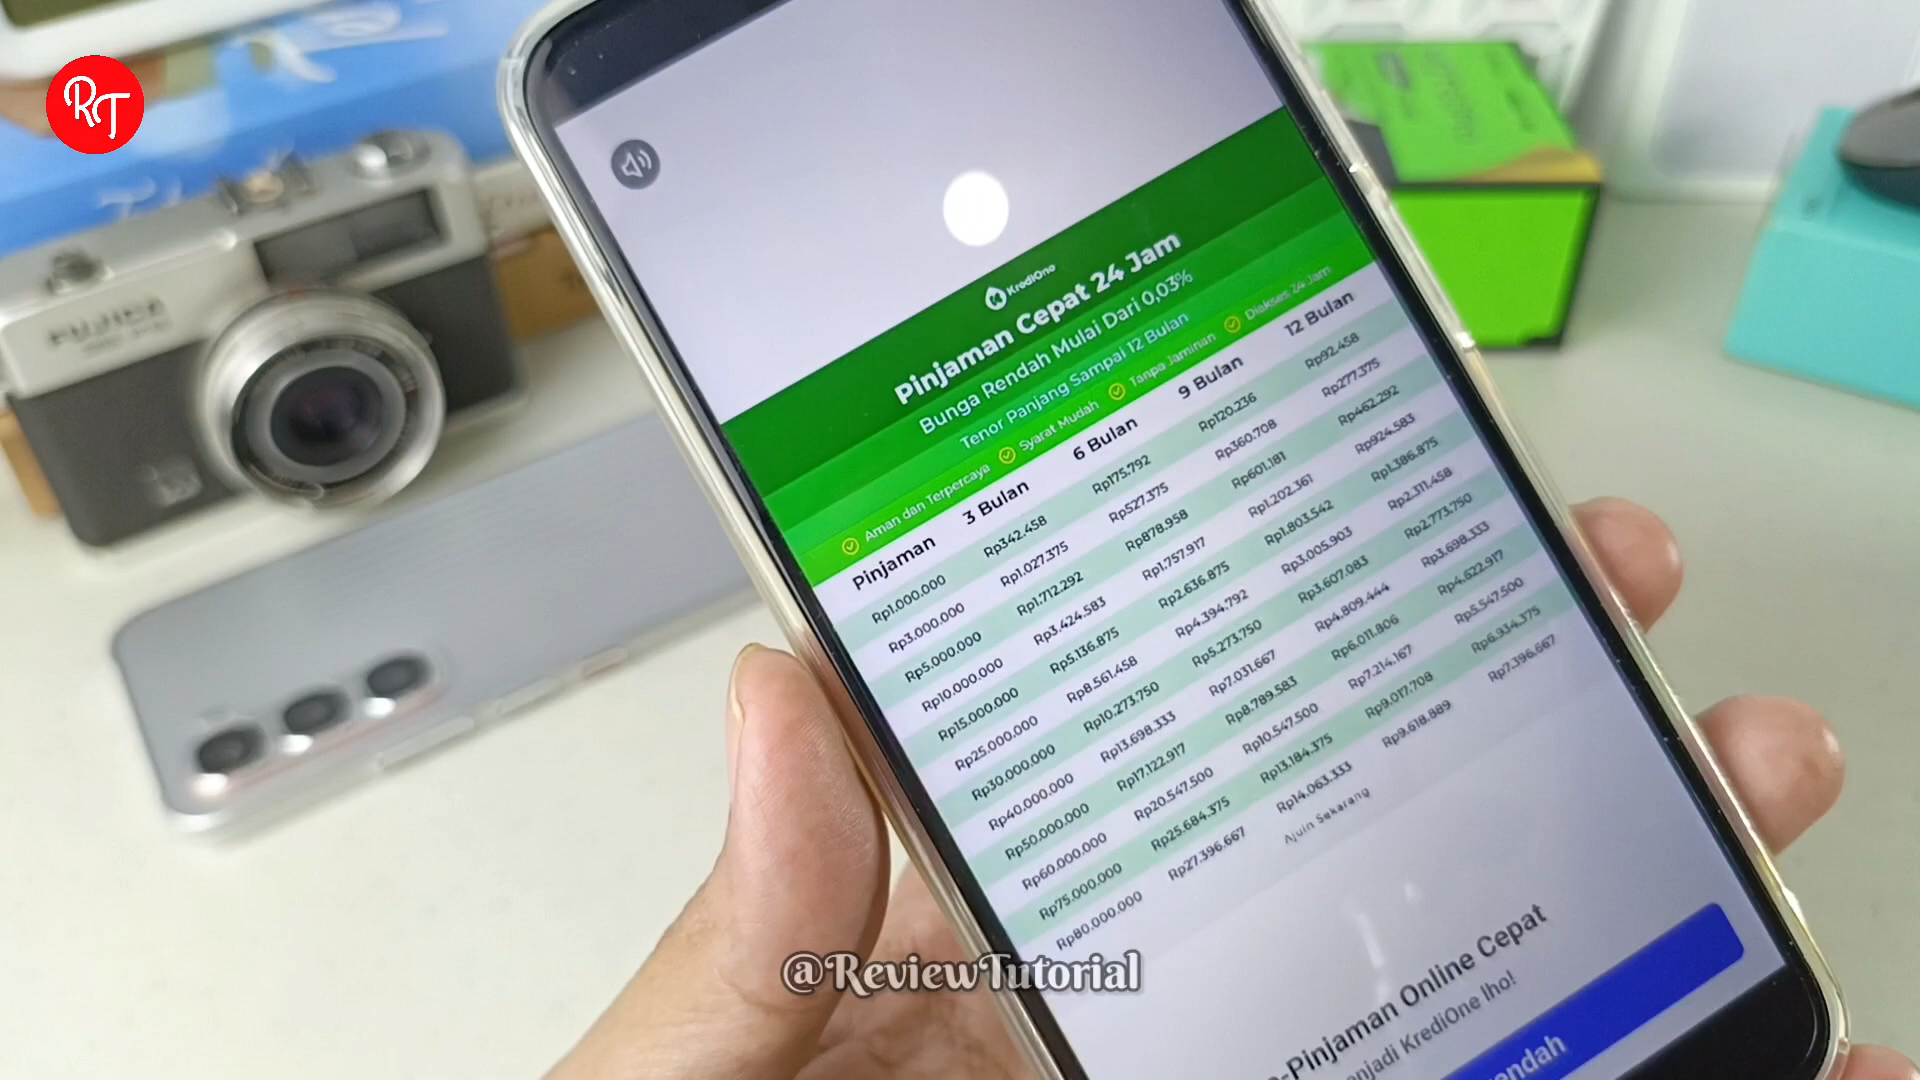 RT
FUJICA
KrediOne
Pinjaman Cepat 24 Jam
Bunga Rendah Mulai Dari 0,03%
Tenor Panjang Sampai 12 Bulan
Aman dan Terpercaya Syarat Mudah Tanpa Jaminan Diakses 24 Jam
Pinjaman 3 Bulan 6 Bulan 9 Bulan 12 Bulan
Rp1.000.000 Rp342.458 Rp175.792 Rp120.236 Rp92.458
Rp3.000.000 Rp1.027.375 Rp527.375 Rp360.708 Rp277.375
Rp5.000.000 Rp1.712.292 Rp878.958 Rp601.181 Rp462.292
Rp10.000.000 Rp3.424.583 Rp1.757.917 Rp1.202.361 Rp924.583
Rp15.000.000 Rp5.136.875 Rp2.636.875 Rp1.803.542 Rp1.386.875
Rp25.000.000 Rp8.561.458 Rp4.394.792 Rp3.005.903 Rp2.311.458
Rp30.000.000 Rp10.273.750 Rp5.273.750 Rp3.607.083 Rp2.773.750
Rp40.000.000 Rp13.698.333 Rp7.031.667 Rp4.809.444 Rp3.698.333
Rp50.000.000 Rp17.122.917 Rp8.789.583 Rp6.011.806 Rp4.622.917
Rp60.000.000 Rp20.547.500 Rp10.547.500 Rp7.214.167 Rp5.547.500
Rp75.000.000 Rp25.684.375 Rp13.184.375 Rp9.017.708 Rp6.934.375
Rp80.000.000 Rp27.396.667 Rp14.063.333 Rp9.618.889 Rp7.396.667
Ajuin Sekarang
-Pinjaman Online Cepat
enjadi KrediOne lho!
endah
@ReviewTutorial